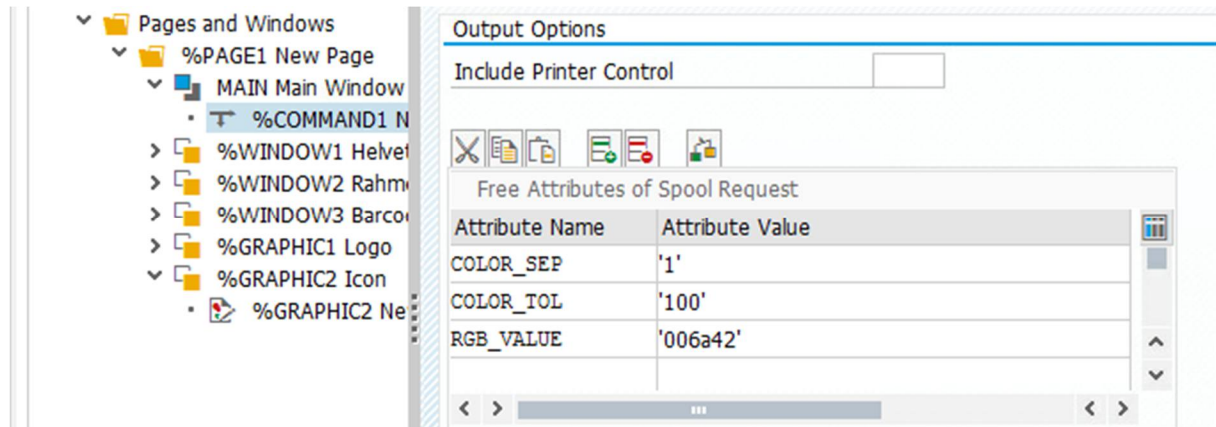 Pages and Windows
%PAGE1 New Page
MAIN Main Window
%COMMAND1 N
%WINDOW1 Helvet
%WINDOW2 Rahm
%WINDOW3 Barco
%GRAPHIC1 Logo
%GRAPHIC2 Icon
%GRAPHIC2 Ne
Output Options
Include Printer Control
Free Attributes of Spool Request
Attribute Name Attribute Value
COLOR_SEP '1'
COLOR_TOL '100'
RGB_VALUE '006a42'